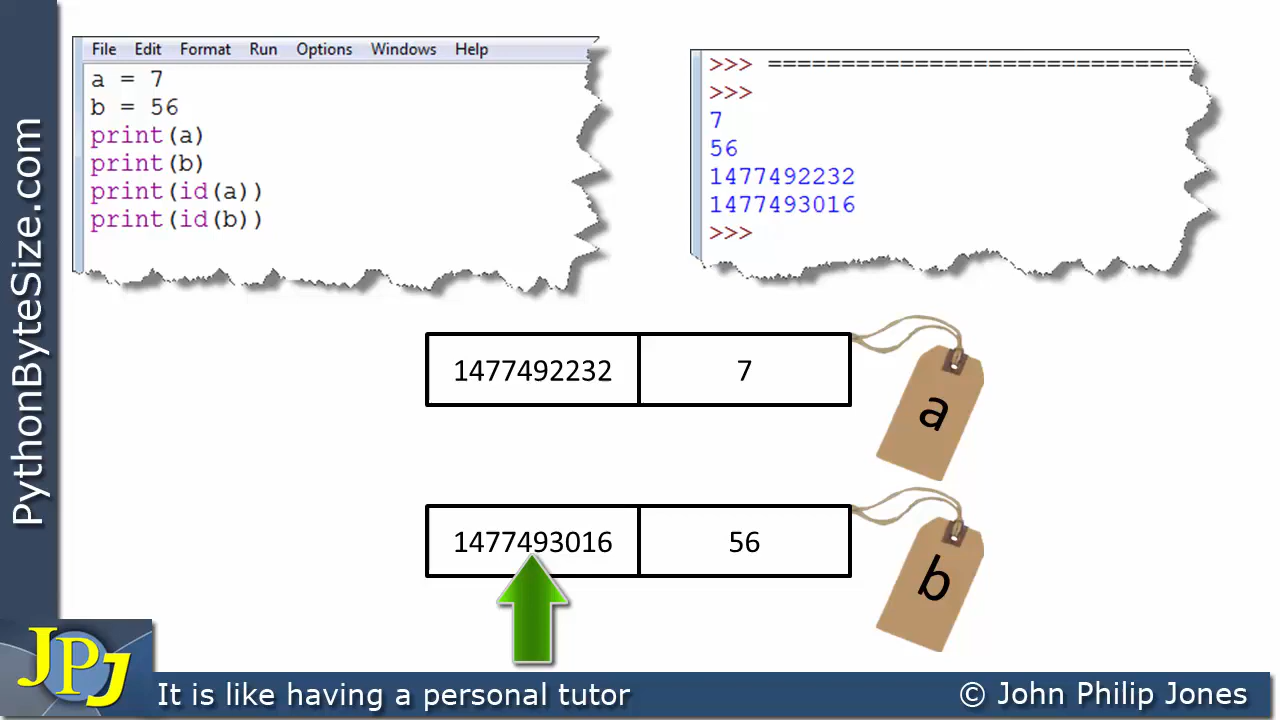 File Edit Format Run Options Windows Help
a = 7
b = 56
print(a)
print(b)
print(id(a))
print(id(b))
>>> =============================
>>>
7
56
1477492232
1477493016
>>>
1477492232 7
a
1477493016 56
b
PythonByteSize.com
JPJ
It is like having a personal tutor
© John Philip Jones